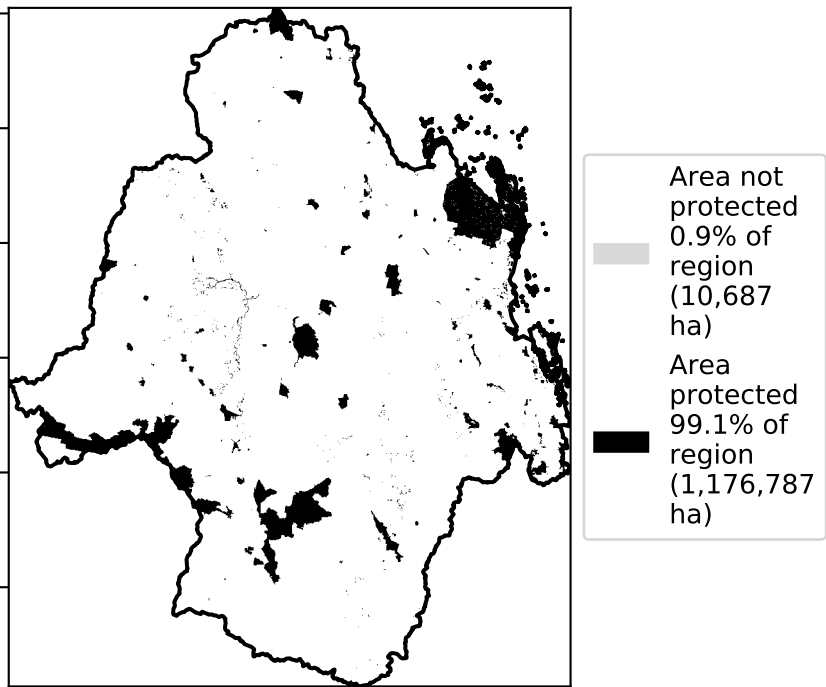 Area not
protected
0.9% of
region
(10,687
ha)
Area
protected
99.1% of
region
(1,176,787
ha)